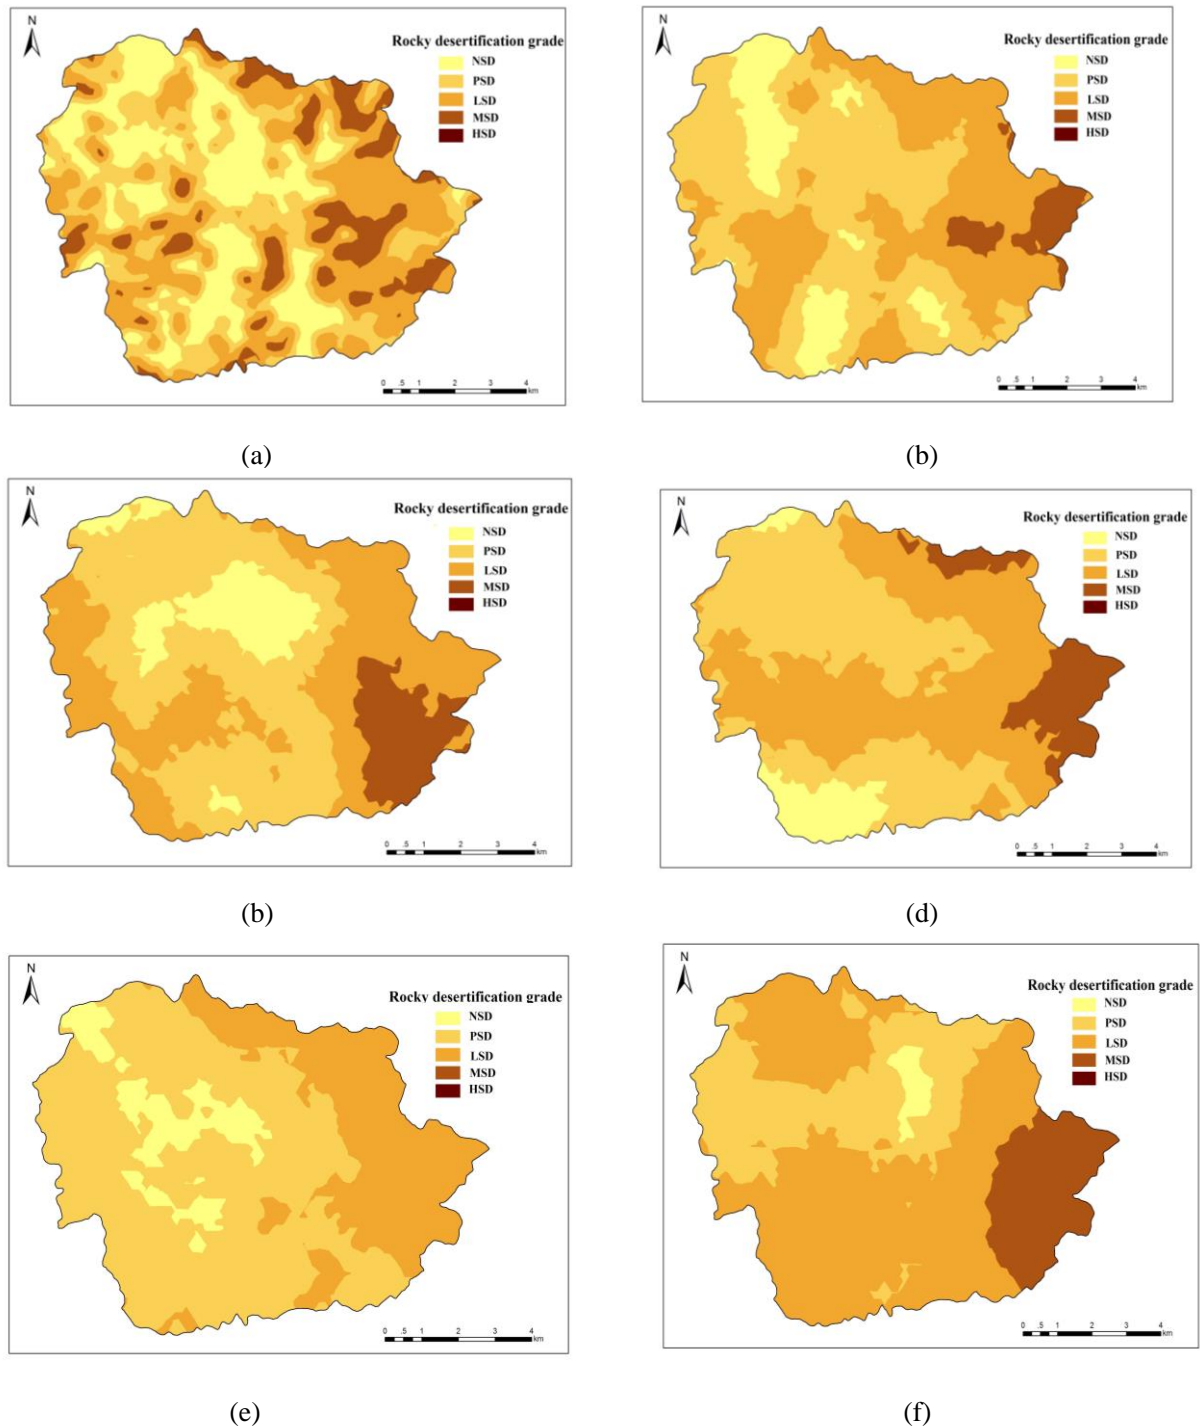 N
Rocky desertification grade
NSD
PSD
LSD
MSD
HSD
0 .5 1 2 3 4
km
(a)
N
Rocky desertification grade
NSD
PSD
LSD
MSD
HSD
0 .5 1 2 3 4
km
(b)
N
Rocky desertification grade
NSD
PSD
LSD
MSD
HSD
0 .5 1 2 3 4
km
(b)
N
Rocky desertification grade
NSD
PSD
LSD
MSD
HSD
0 .5 1 2 3 4
km
(d)
N
Rocky desertification grade
NSD
PSD
LSD
MSD
HSD
0 .5 1 2 3 4
km
(e)
N
Rocky desertification grade
NSD
PSD
LSD
MSD
HSD
0 .5 1 2 3 4
km
(f)